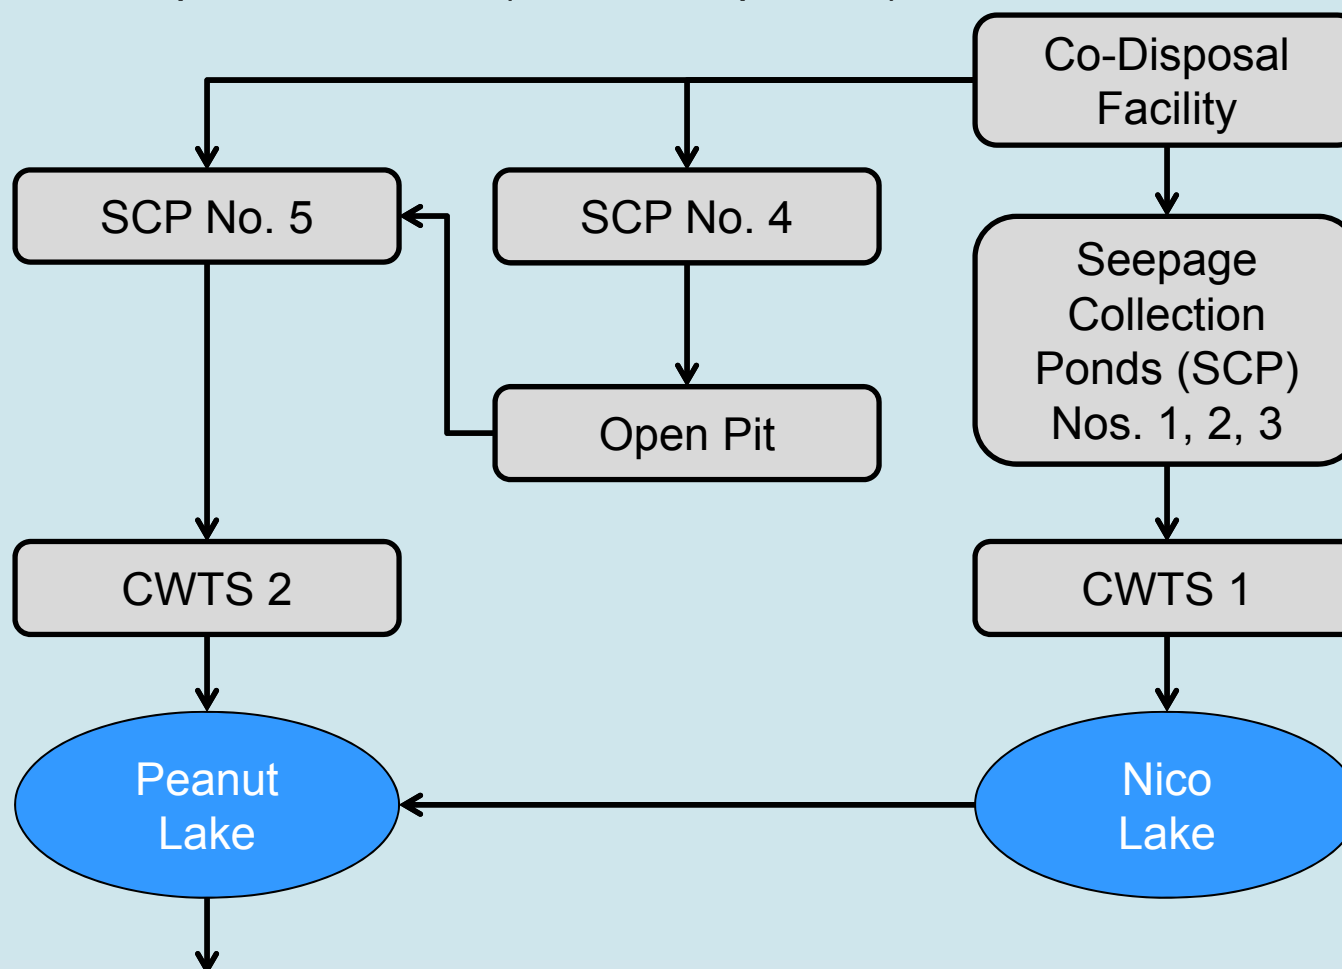 Co-Disposal
Facility
SCP No. 5
SCP No. 4
Seepage
Collection
Ponds (SCP)
Nos. 1, 2, 3
Open Pit
CWTS 2
CWTS 1
Peanut
Lake
Nico
Lake